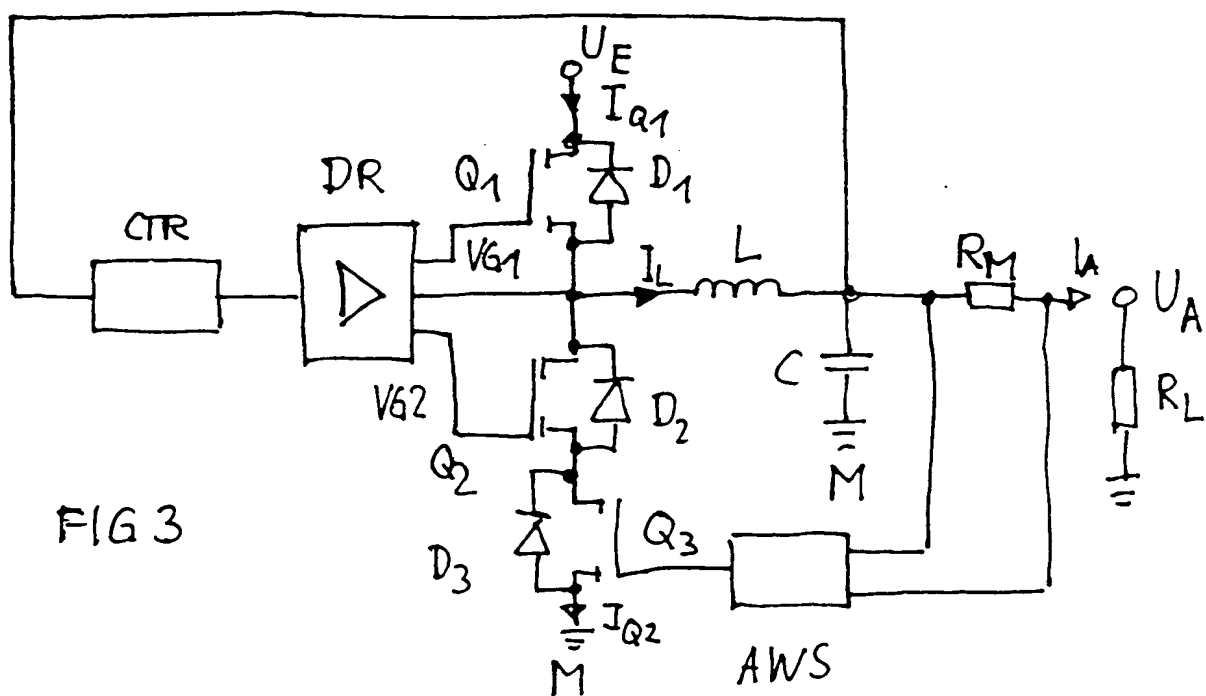 U_E
I_Q1
DR
Q1
D1
CTR
VG1
I_L
L
R_M
I_A
U_A
C
VG2
D2
R_L
Q2
M
FIG 3
Q3
D3
I_Q2
M
AWS